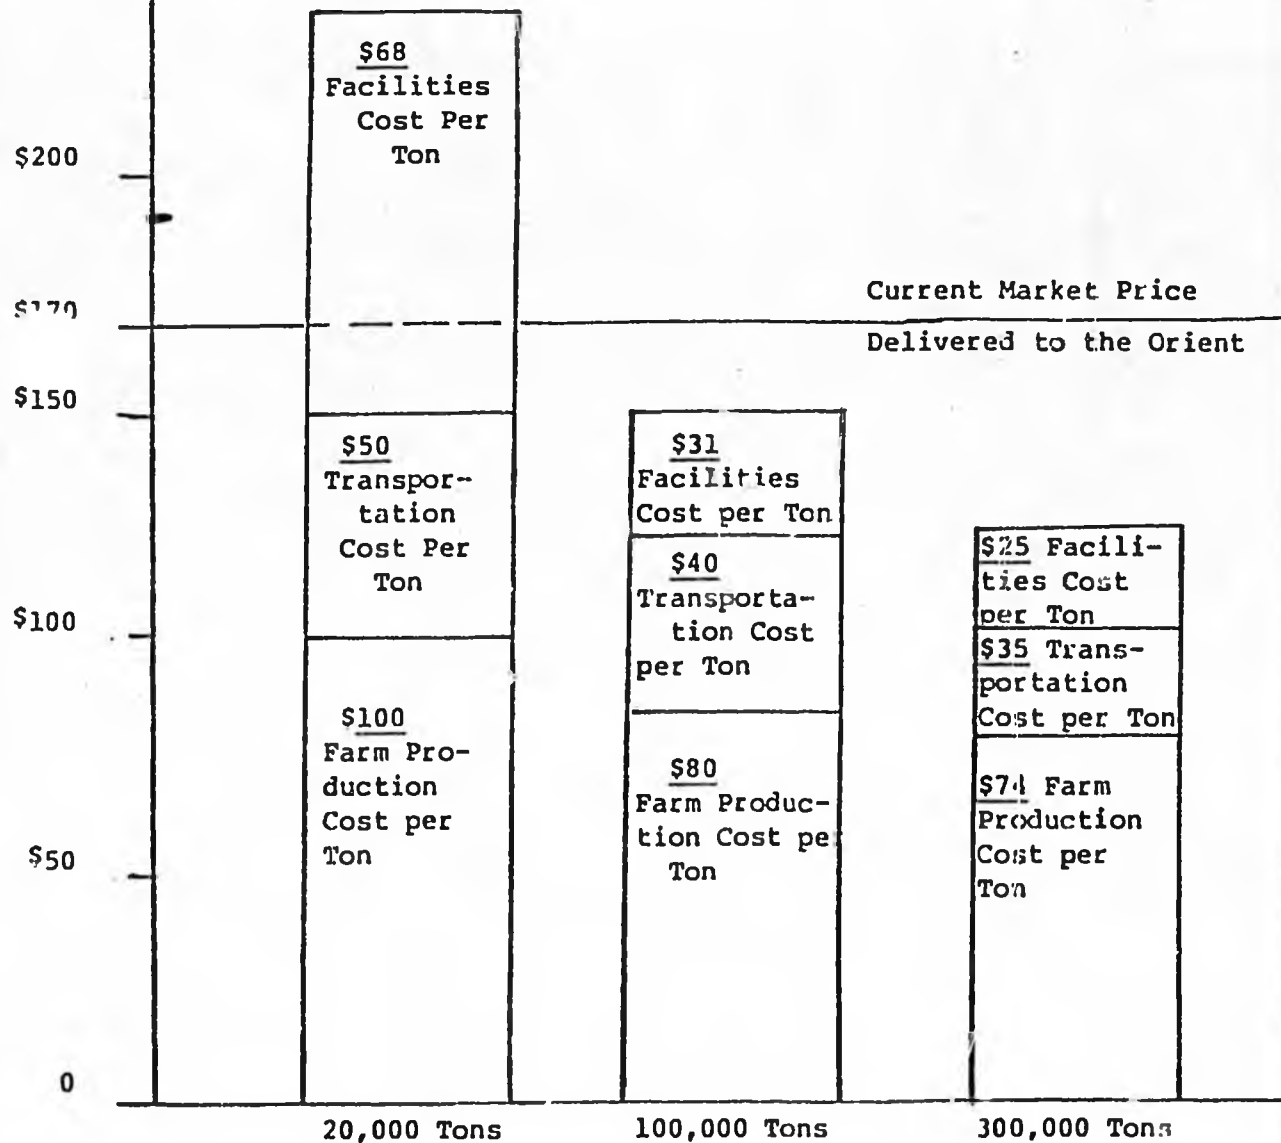 $200
$170
$150
$100
$50
0
$68
Facilities
Cost Per
Ton
$50
Transpor-
tation
Cost Per
Ton
$100
Farm Pro-
duction
Cost per
Ton
20,000 Tons
$31
Facilities
Cost per Ton
$40
Transporta-
tion Cost
per Ton
$80
Farm Produc-
tion Cost per
Ton
100,000 Tons
Current Market Price
Delivered to the Orient
$25 Facili-
ties Cost
per Ton
$35 Trans-
portation
Cost per Ton
$74 Farm
Production
Cost per
Ton
300,000 Tons